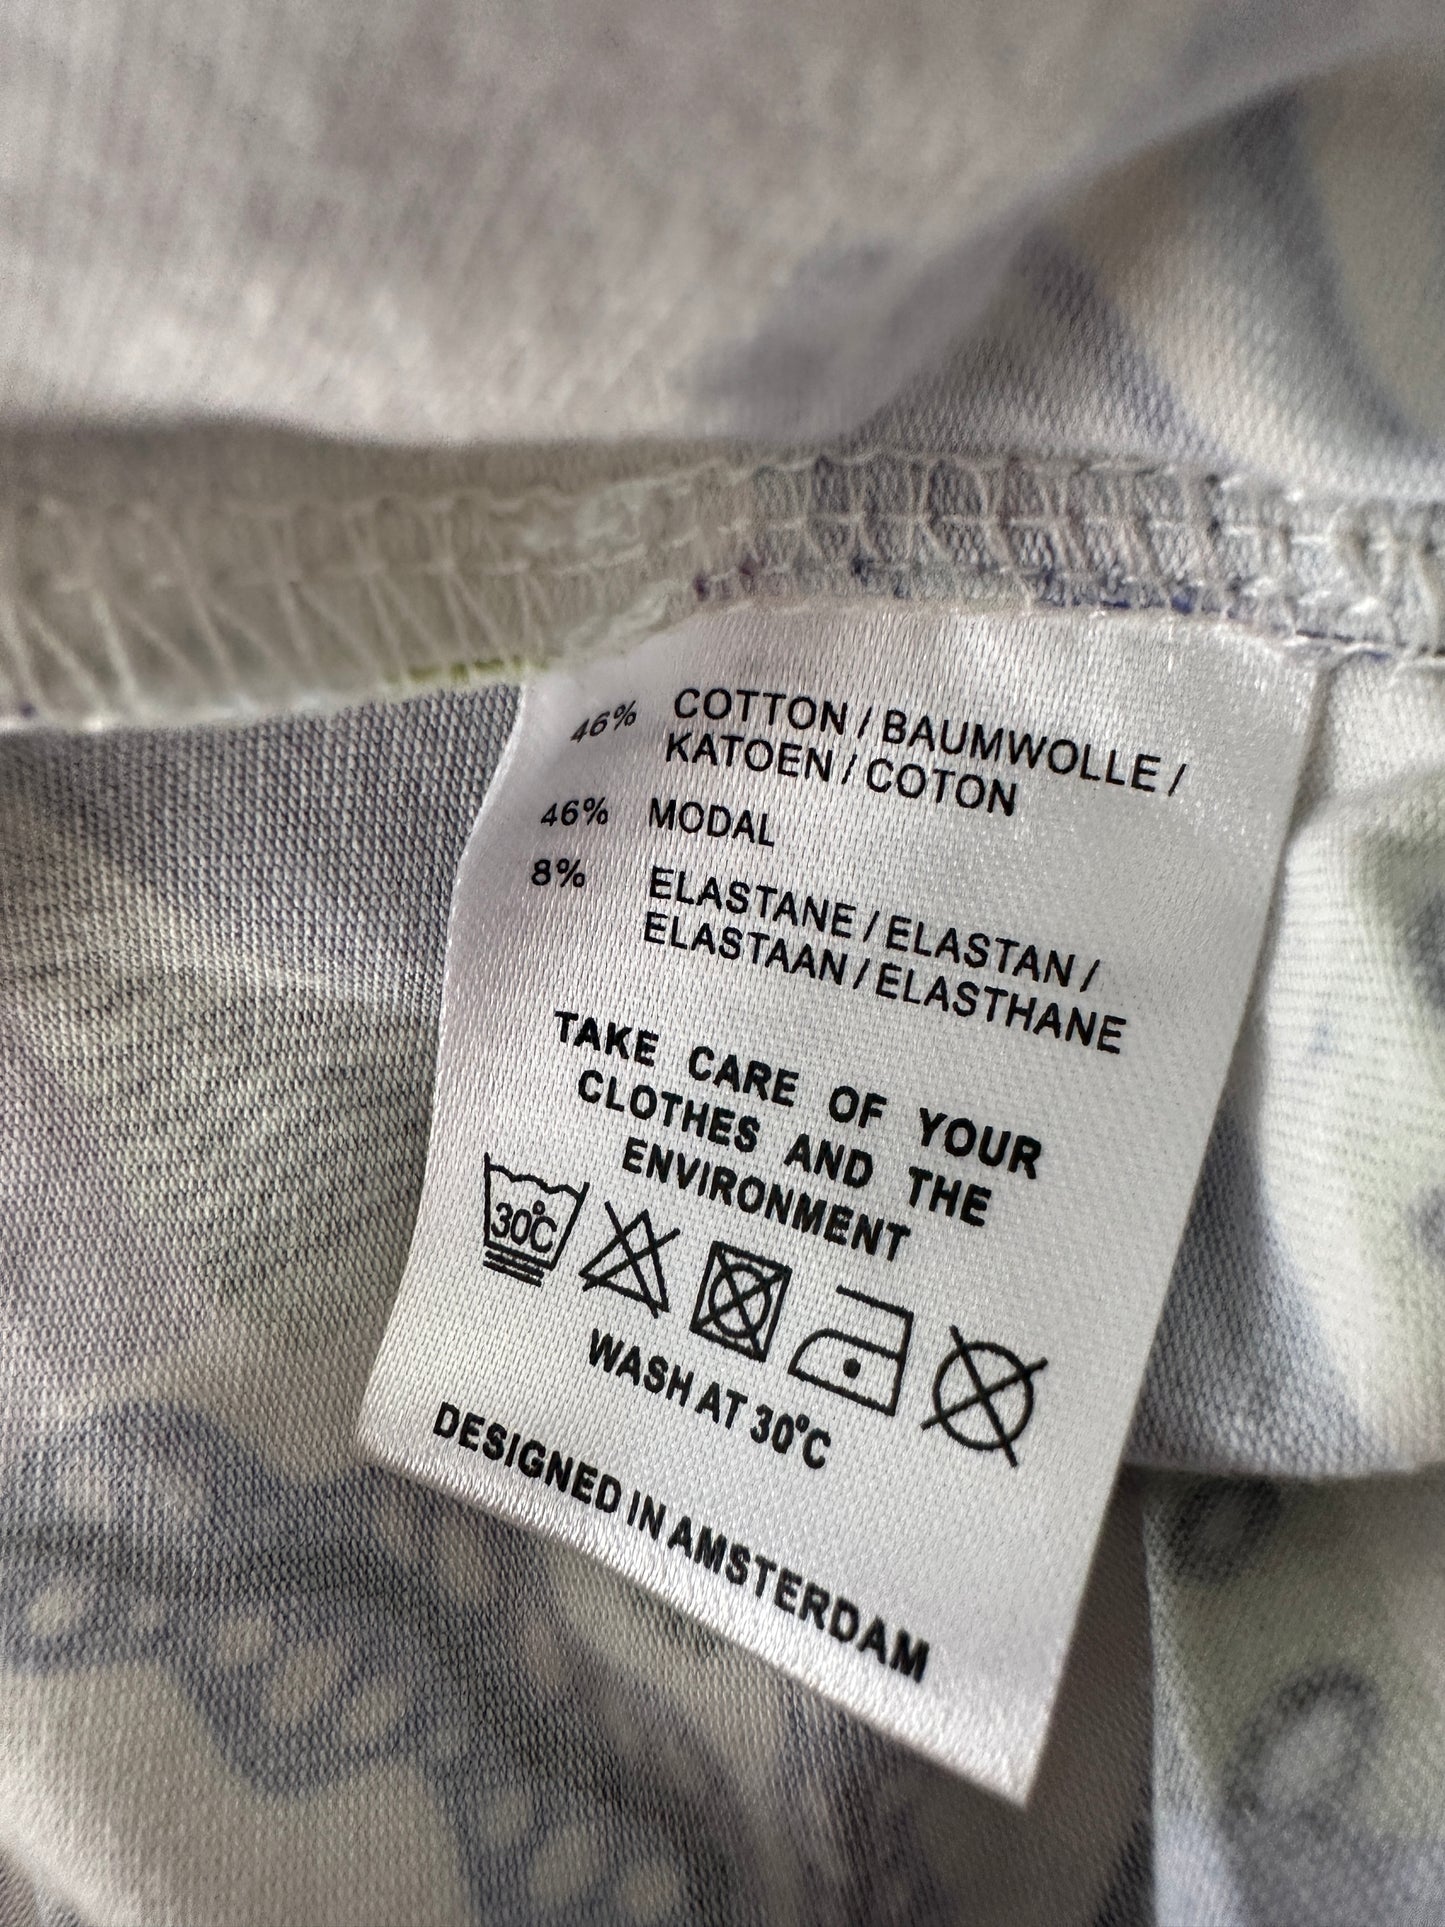 46% COTTON / BAUMWOLLE /
KATOEN / COTON
46% MODAL
8% ELASTANE / ELASTAN /
ELASTAAN / ELASTHANE
TAKE CARE OF YOUR
CLOTHES AND THE
ENVIRONMENT
30°C
WASH AT 30°C
DESIGNED IN AMSTERDAM